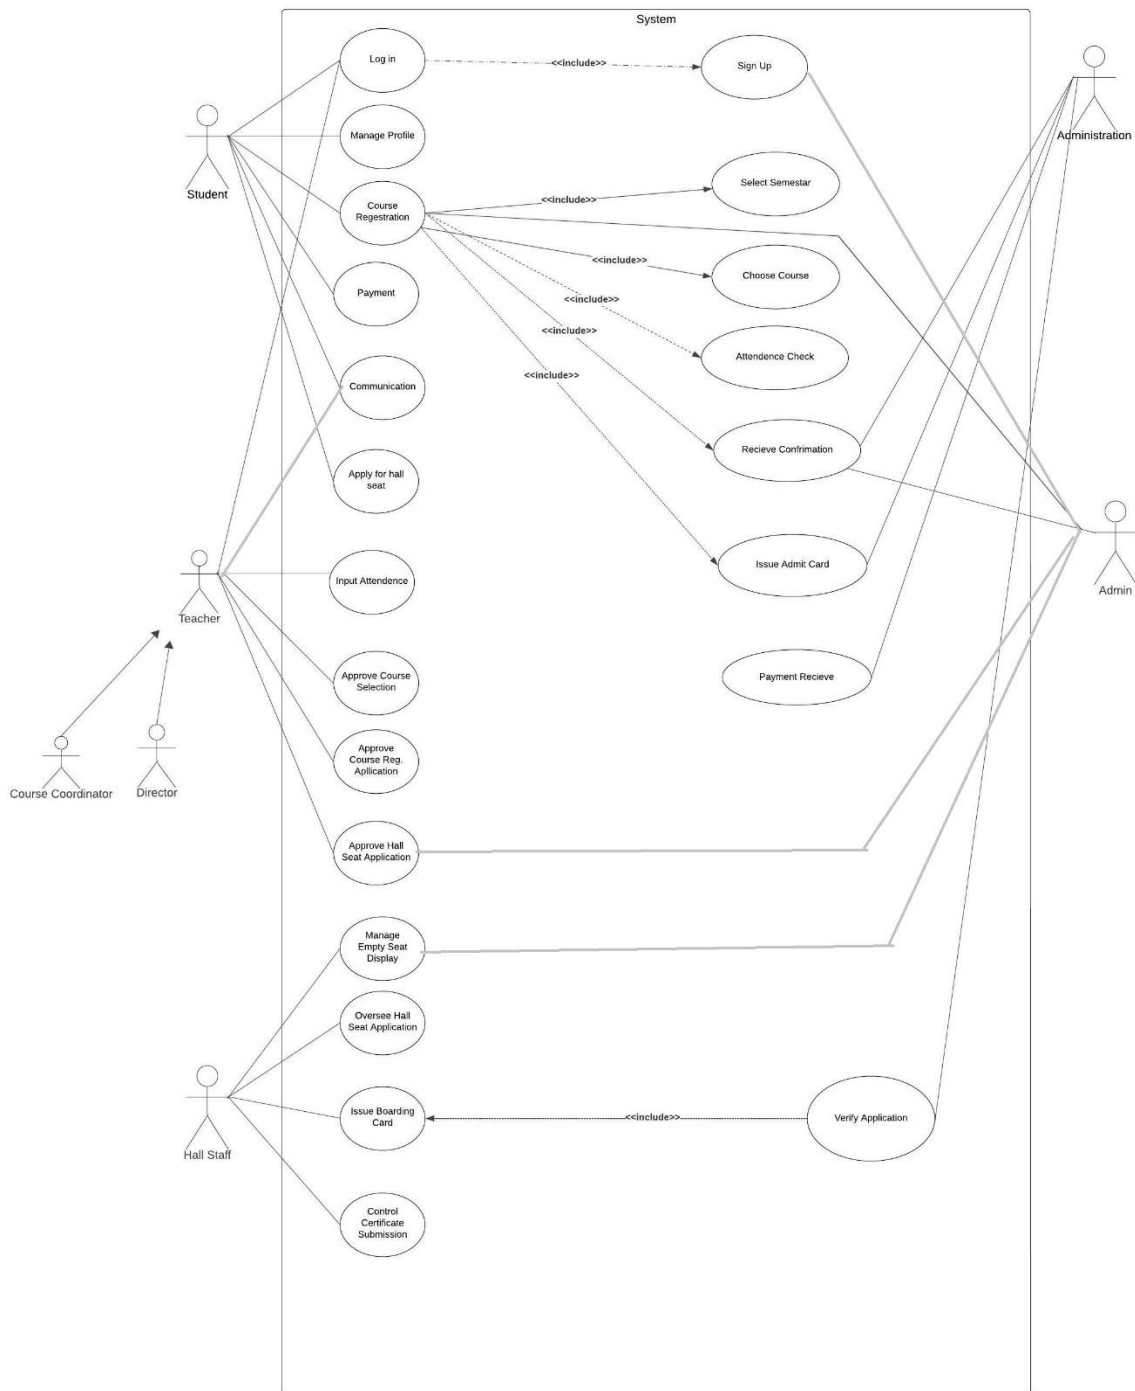 System
Log in
<<include>>
Sign Up
Student
Manage Profile
Administration
Course
Regestration
<<include>>
Select Semestar
<<include>>
Choose Course
Payment
<<include>>
<<include>>
Attendence Check
<<include>>
Communication
Recieve Confrimation
Apply for hall
seat
Issue Admit Card
Admin
Input Attendence
Teacher
Approve Course
Selection
Payment Recieve
Approve
Course Reg.
Apllication
Course Coordinator
Director
Approve Hall
Seat Application
Manage
Empty Seat
Display
Oversee Hall
Seat Application
Issue Boarding
Card
<<include>>
Verify Application
Hall Staff
Control
Certificate
Submission